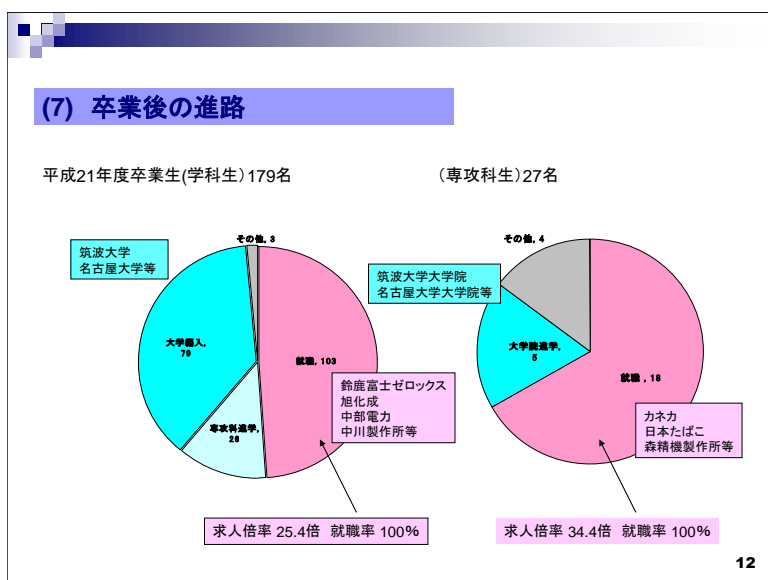 (7) 卒業後の進路
平成21年度卒業生(学科生）179名
（専攻科生）27名
その他, 3
筑波大学
名古屋大学等
大学編入,
79
就職, 103
専攻科進学,
26
鈴鹿富士ゼロックス
旭化成
中部電力
中川製作所等
求人倍率 25.4倍 就職率 100%
その他, 4
筑波大学大学院
名古屋大学大学院等
大学院進学,
5
就職 , 18
カネカ
日本たばこ
森精機製作所等
求人倍率 34.4倍 就職率 100%
12